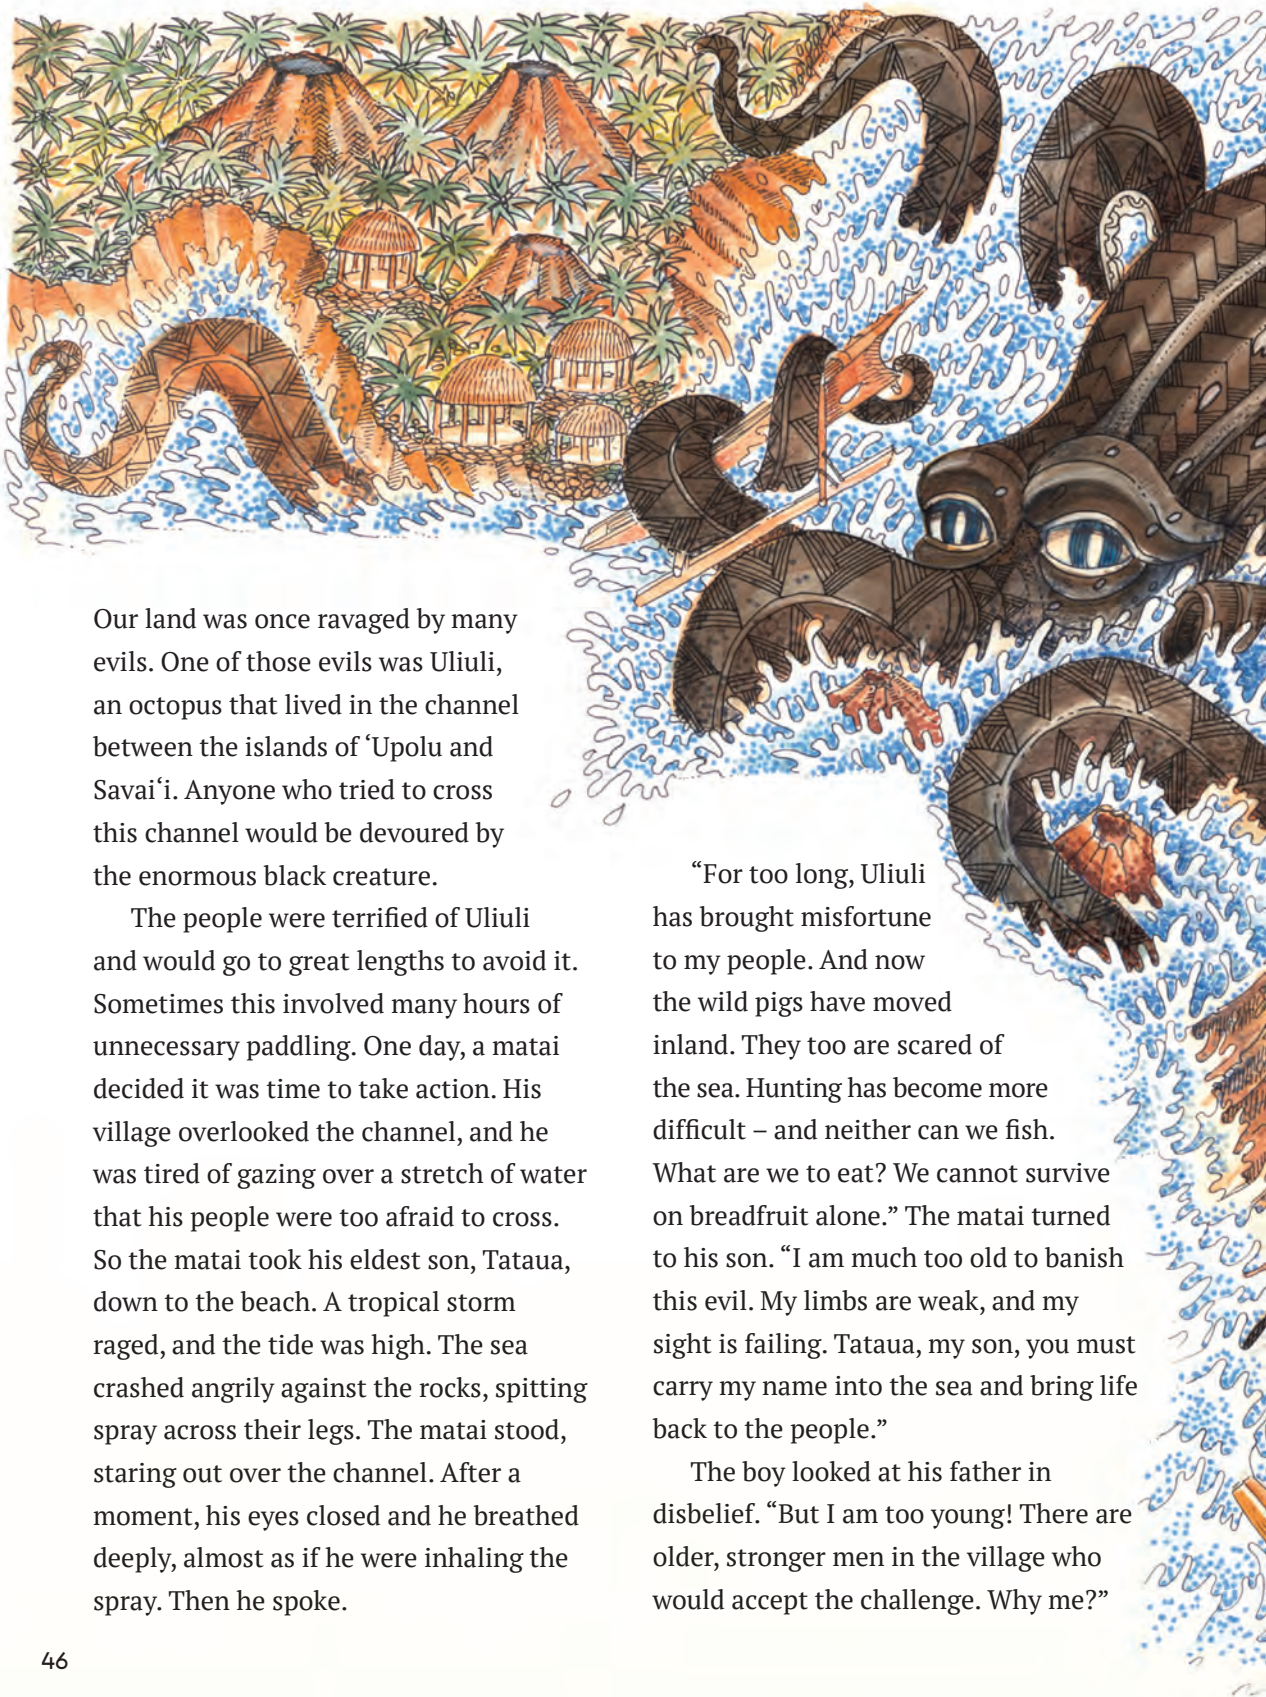 Our land was once ravaged by many
evils. One of those evils was Uliuli,
an octopus that lived in the channel
between the islands of ‘Upolu and
Savai‘i. Anyone who tried to cross
this channel would be devoured by
the enormous black creature.
The people were terrified of Uliuli
and would go to great lengths to avoid it.
Sometimes this involved many hours of
unnecessary paddling. One day, a matai
decided it was time to take action. His
village overlooked the channel, and he
was tired of gazing over a stretch of water
that his people were too afraid to cross.
So the matai took his eldest son, Tataua,
down to the beach. A tropical storm
raged, and the tide was high. The sea
crashed angrily against the rocks, spitting
spray across their legs. The matai stood,
staring out over the channel. After a
moment, his eyes closed and he breathed
deeply, almost as if he were inhaling the
spray. Then he spoke.
“For too long, Uliuli
has brought misfortune
to my people. And now
the wild pigs have moved
inland. They too are scared of
the sea. Hunting has become more
difficult – and neither can we fish.
What are we to eat? We cannot survive
on breadfruit alone.” The matai turned
to his son. “I am much too old to banish
this evil. My limbs are weak, and my
sight is failing. Tataua, my son, you must
carry my name into the sea and bring life
back to the people.”
The boy looked at his father in
disbelief. “But I am too young! There are
older, stronger men in the village who
would accept the challenge. Why me?”
46